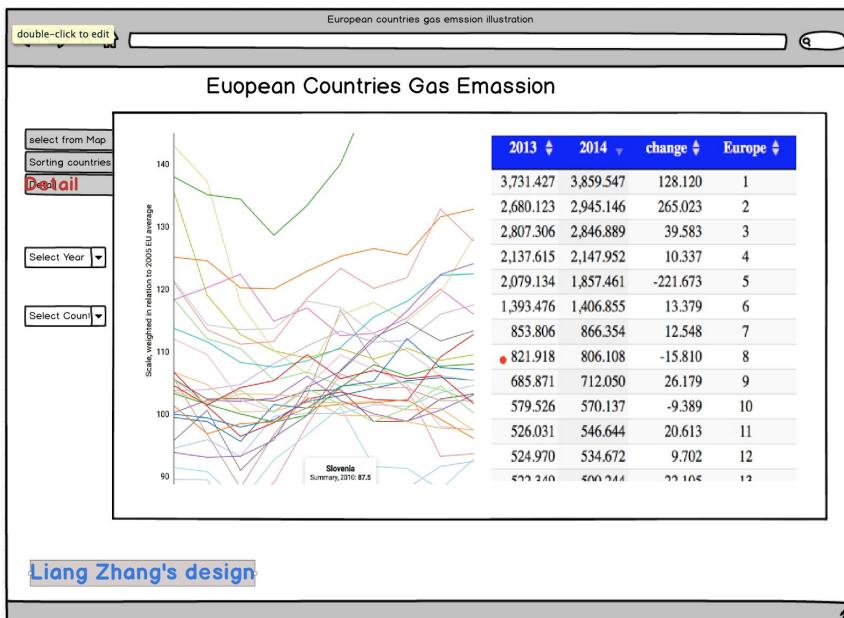 European countries gas emssion illustration
double-click to edit
Euopean Countries Gas Emassion
select from Map
Sorting countries
Detail
Select Year
Select Count
Scale, weighted in relation to 2005 EU average
140
130
120
110
100
90
Slovenia
Summary, 2010: 87.5
2013 2014 change Europe
3,731.427 3,859.547 128.120 1
2,680.123 2,945.146 265.023 2
2,807.306 2,846.889 39.583 3
2,137.615 2,147.952 10.337 4
2,079.134 1,857.461 -221.673 5
1,393.476 1,406.855 13.379 6
853.806 866.354 12.548 7
821.918 806.108 -15.810 8
685.871 712.050 26.179 9
579.526 570.137 -9.389 10
526.031 546.644 20.613 11
524.970 534.672 9.702 12
522.349 500.244 22.105 13
Liang Zhang's design